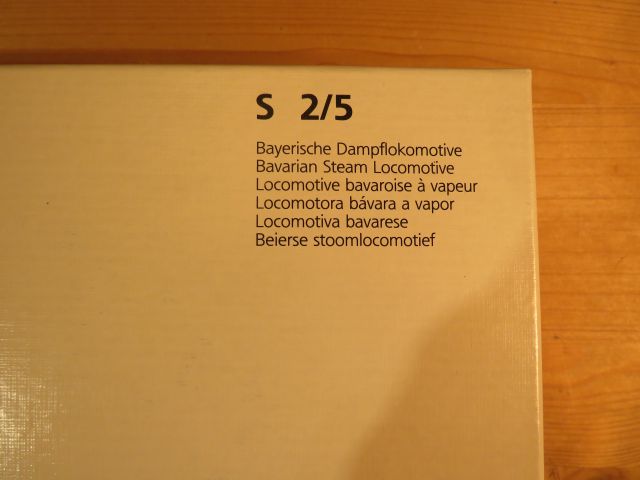 S 2/5
Bayerische Dampflokomotive
Bavarian Steam Locomotive
Locomotive bavaroise à vapeur
Locomotora bávara a vapor
Locomotiva bavarese
Beierse stoomlocomotief